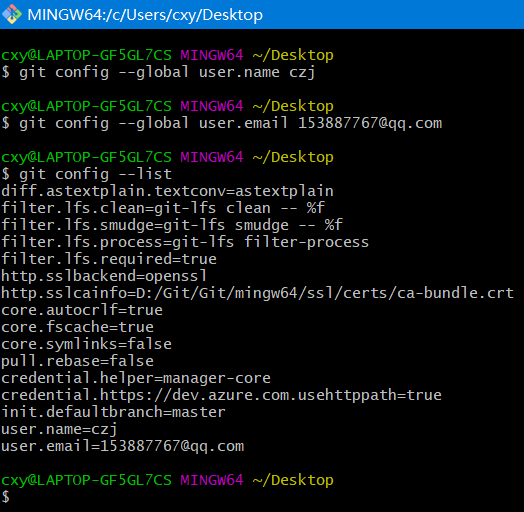 MINGW64:/c/Users/cxy/Desktop
cxy@LAPTOP-GF5GL7CS MINGW64 ~/Desktop
$ git config --global user.name czj
cxy@LAPTOP-GF5GL7CS MINGW64 ~/Desktop
$ git config --global user.email 153887767@qq.com
cxy@LAPTOP-GF5GL7CS MINGW64 ~/Desktop
$ git config --list
diff.astextplain.textconv=astextplain
filter.lfs.clean=git-lfs clean -- %f
filter.lfs.smudge=git-lfs smudge -- %f
filter.lfs.process=git-lfs filter-process
filter.lfs.required=true
http.sslbackend=openssl
http.sslcainfo=D:/Git/Git/mingw64/ssl/certs/ca-bundle.crt
core.autocrlf=true
core.fscache=true
core.symlinks=false
pull.rebase=false
credential.helper=manager-core
credential.https://dev.azure.com.usehttppath=true
init.defaultbranch=master
user.name=czj
user.email=153887767@qq.com
cxy@LAPTOP-GF5GL7CS MINGW64 ~/Desktop
$